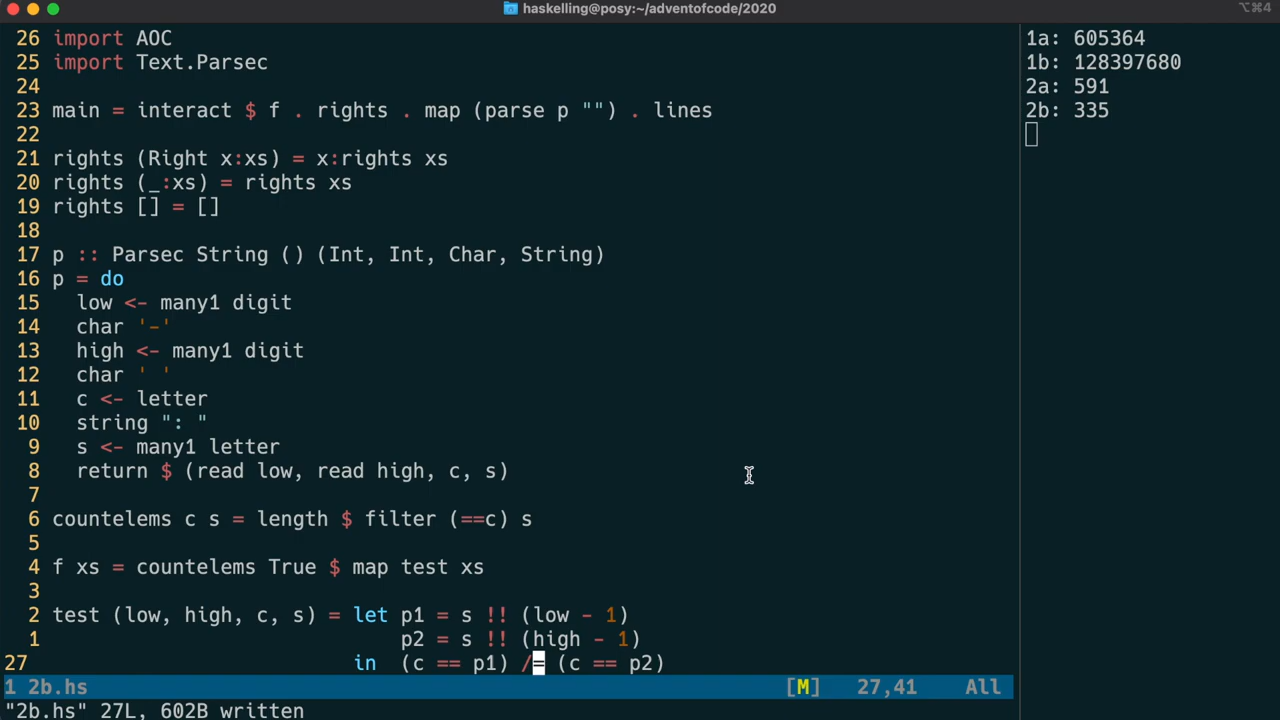 haskelling@posy:~/adventofcode/2020
⌥⌘4
26 import AOC
25 import Text.Parsec
24
23 main = interact $ f . rights . map (parse p "") . lines
22
21 rights (Right x:xs) = x:rights xs
20 rights (_:xs) = rights xs
19 rights [] = []
18
17 p :: Parsec String () (Int, Int, Char, String)
16 p = do
15   low <- many1 digit
14   char '-'
13   high <- many1 digit
12   char ' '
11   c <- letter
10   string ": "
9   s <- many1 letter
8   return $ (read low, read high, c, s)
7
6 countelems c s = length $ filter (==c) s
5
4 f xs = countelems True $ map test xs
3
2 test (low, high, c, s) = let p1 = s !! (low - 1)
1                              p2 = s !! (high - 1)
27                         in  (c == p1) /= (c == p2)
1 2b.hs [M] 27,41 All
"2b.hs" 27L, 602B written
1a: 605364
1b: 128397680
2a: 591
2b: 335